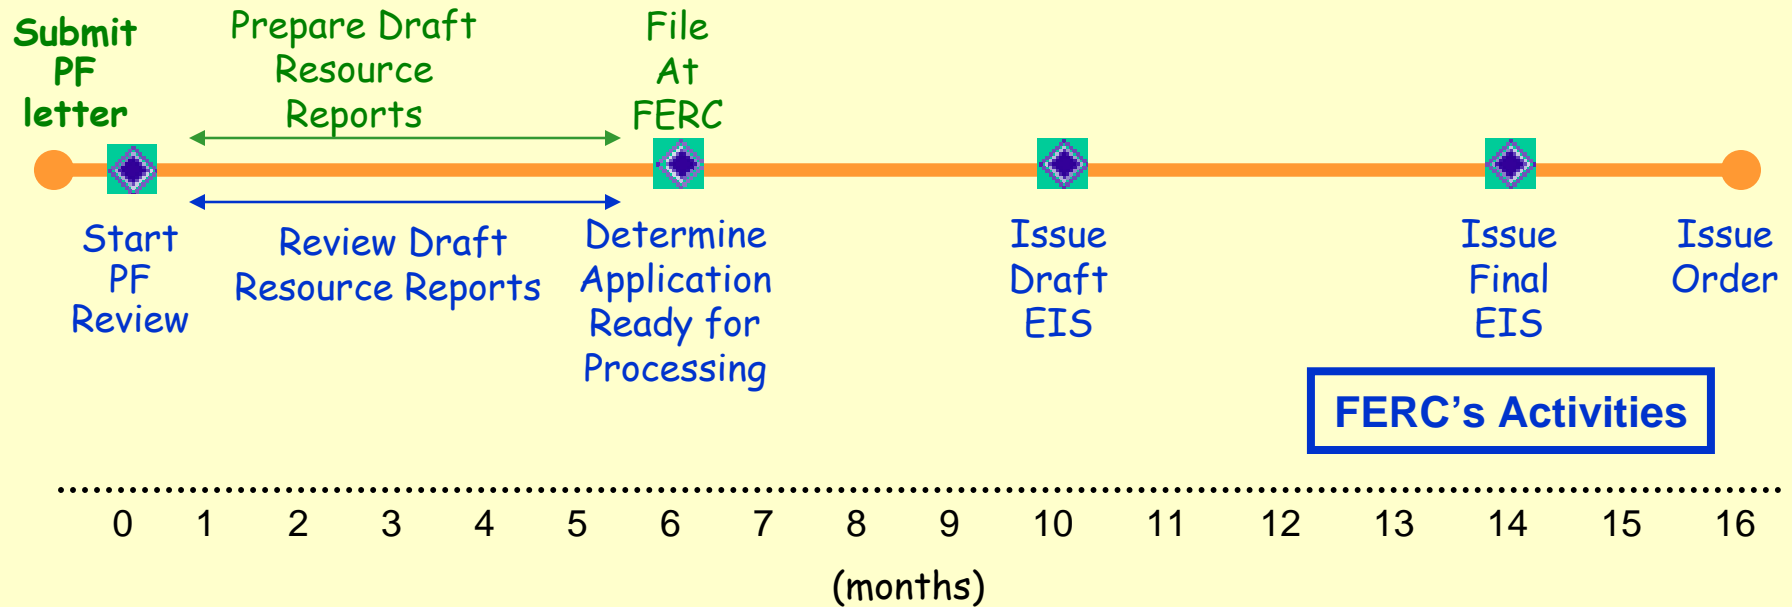 Submit
PF
letter
Prepare Draft
Resource
Reports
File
At
FERC
Start
PF
Review
Review Draft
Resource Reports
Determine
Application
Ready for
Processing
Issue
Draft
EIS
Issue
Final
EIS
Issue
Order
FERC’s Activities
0 1 2 3 4 5 6 7 8 9 10 11 12 13 14 15 16
(months)